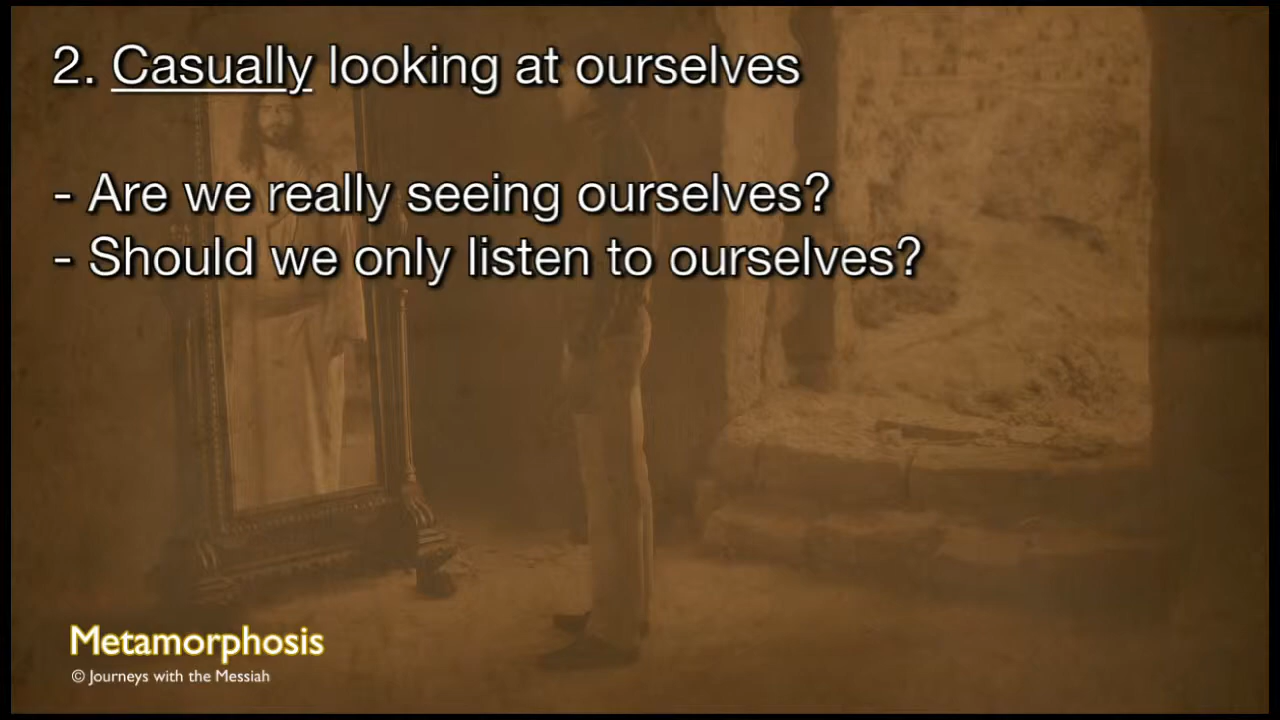 2. Casually looking at ourselves
- Are we really seeing ourselves?
- Should we only listen to ourselves?
Metamorphosis
© Journeys with the Messiah